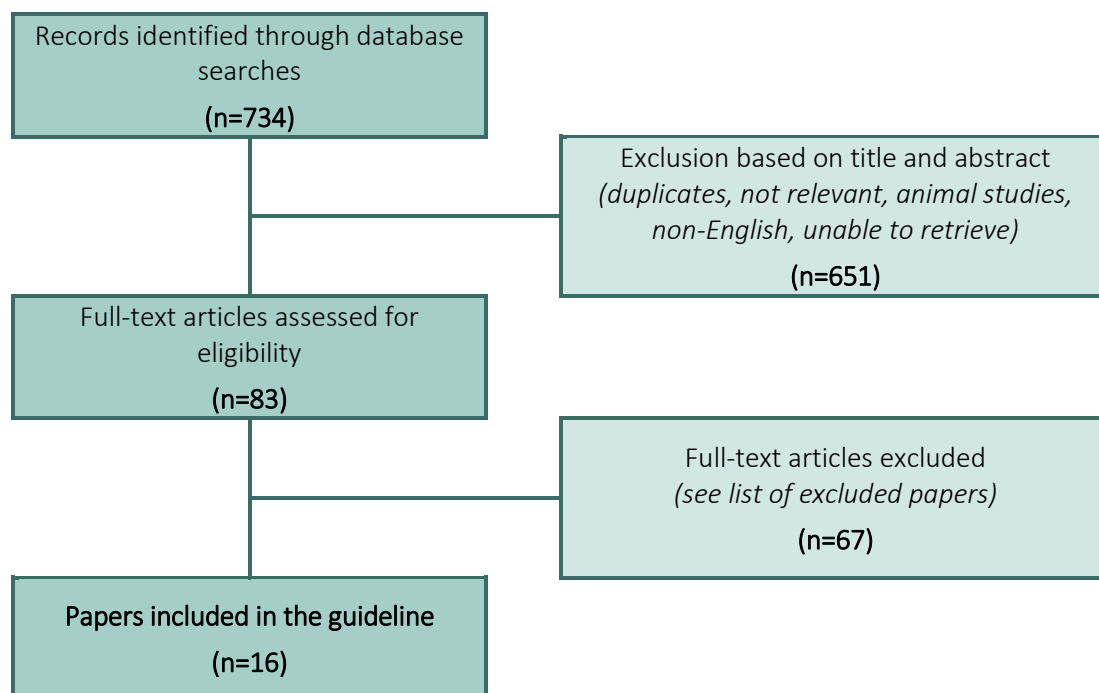 Records identified through database
searches
(n=734)
Exclusion based on title and abstract
(duplicates, not relevant, animal studies,
non-English, unable to retrieve)
(n=651)
Full-text articles assessed for
eligibility
(n=83)
Full-text articles excluded
(see list of excluded papers)
(n=67)
Papers included in the guideline
(n=16)